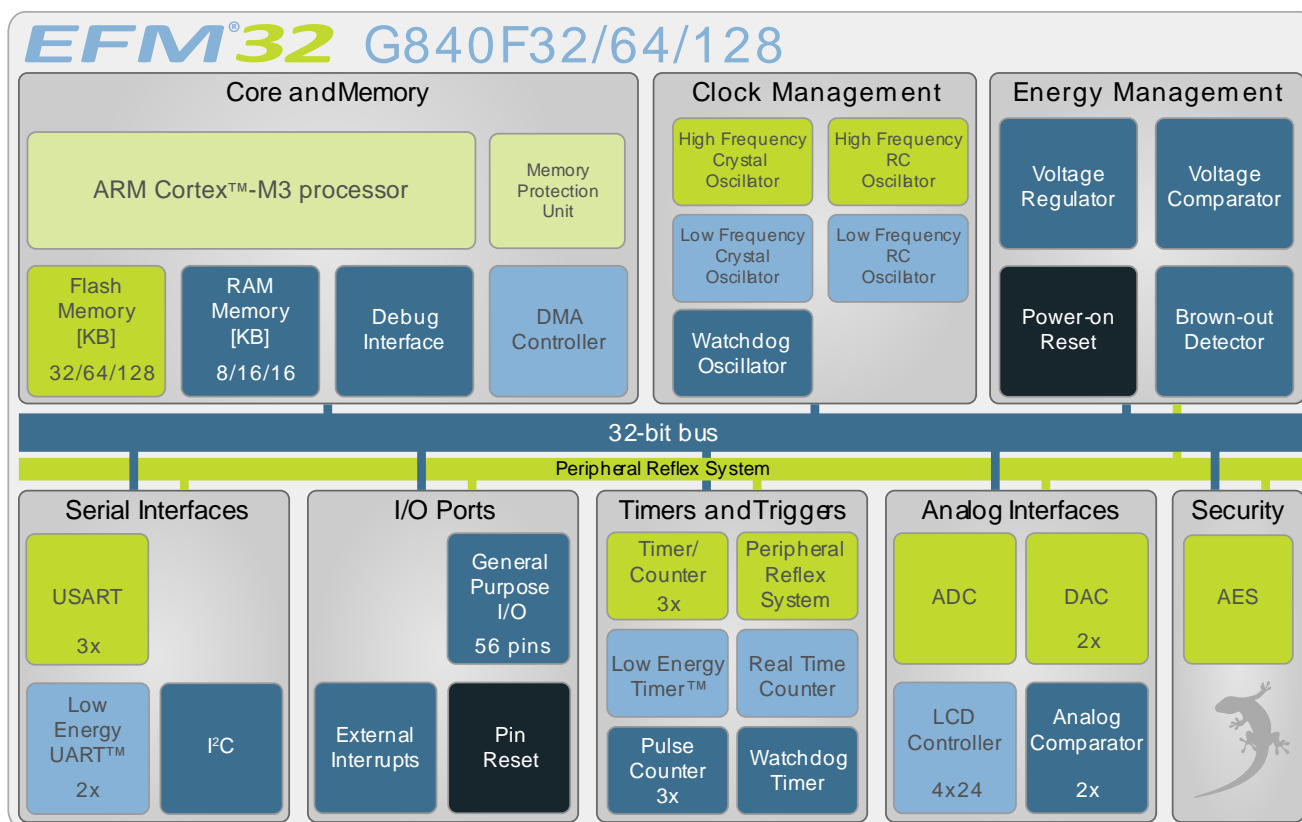 EFM®32 G840F32/64/128
Core and Memory
ARM Cortex™-M3 processor
Memory
Protection
Unit
Flash
Memory
[KB]
32/64/128
RAM
Memory
[KB]
8/16/16
Debug
Interface
DMA
Controller
Clock Management
High Frequency
Crystal
Oscillator
High Frequency
RC
Oscillator
Low Frequency
Crystal
Oscillator
Low Frequency
RC
Oscillator
Watchdog
Oscillator
Energy Management
Voltage
Regulator
Voltage
Comparator
Power-on
Reset
Brown-out
Detector
32-bit bus
Peripheral Reflex System
Serial Interfaces
USART
3x
Low
Energy
UART™
2x
I²C
I/O Ports
General
Purpose
I/O
56 pins
External
Interrupts
Pin
Reset
Timers and Triggers
Timer/
Counter
3x
Peripheral
Reflex
System
Low Energy
Timer™
Real Time
Counter
Pulse
Counter
3x
Watchdog
Timer
Analog Interfaces
ADC
DAC
2x
LCD
Controller
4x24
Analog
Comparator
2x
Security
AES